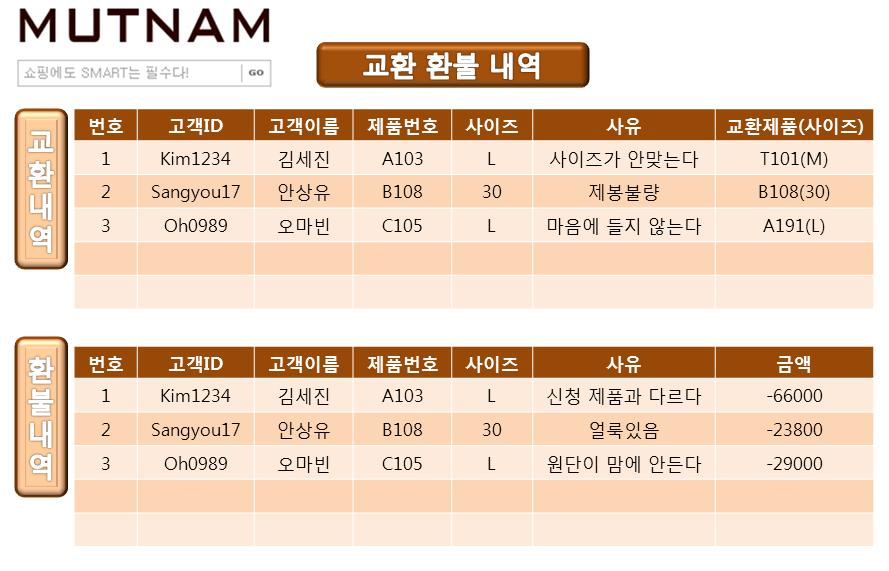 MUTNAM
쇼핑에도 SMART는 필수다! GO
교환 환불 내역
교환내역
번호 고객ID 고객이름 제품번호 사이즈 사유 교환제품(사이즈)
1 Kim1234 김세진 A103 L 사이즈가 안맞는다 T101(M)
2 Sangyou17 안상유 B108 30 제봉불량 B108(30)
3 Oh0989 오마빈 C105 L 마음에 들지 않는다 A191(L)
환불내역
번호 고객ID 고객이름 제품번호 사이즈 사유 금액
1 Kim1234 김세진 A103 L 신청 제품과 다르다 -66000
2 Sangyou17 안상유 B108 30 얼룩있음 -23800
3 Oh0989 오마빈 C105 L 원단이 맘에 안든다 -29000